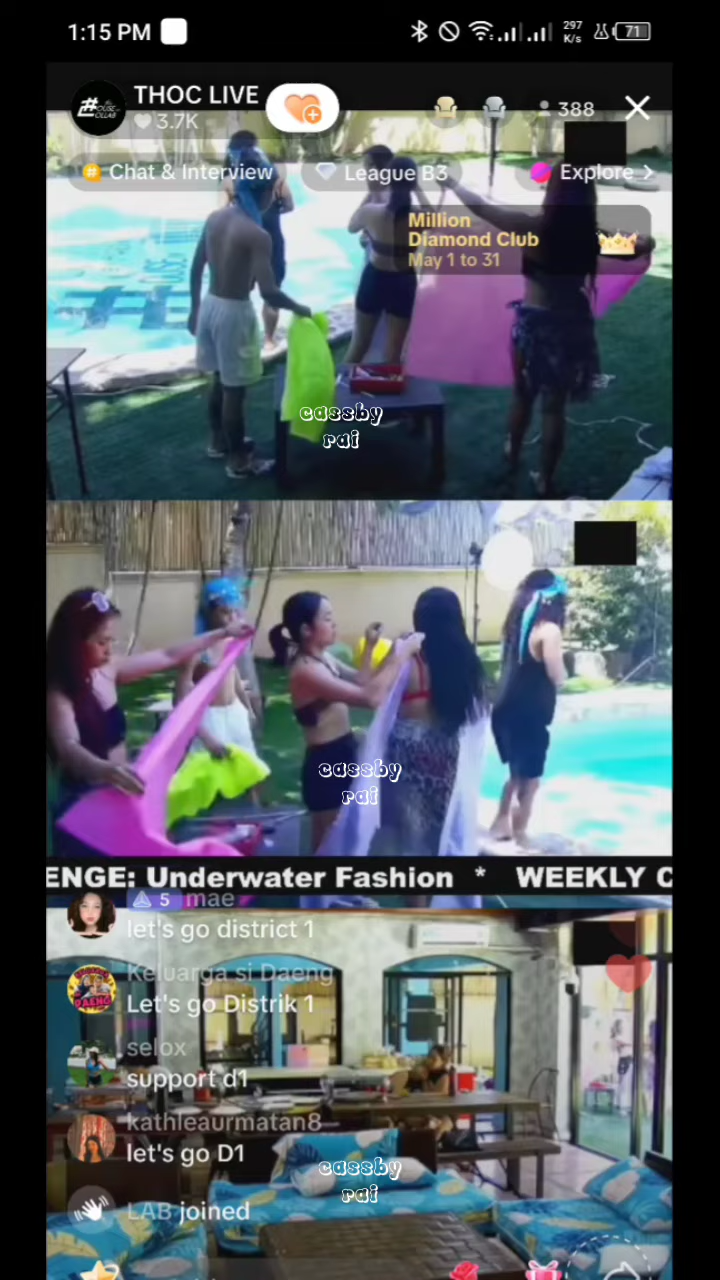 1:15 PM
297
K/s
71
#
THOC LIVE
3.7K
388
# Chat & Interview
League B3
Explore >
Million
Diamond Club
May 1 to 31
cassby
rai
cassby
rai
ENGE: Underwater Fashion * WEEKLY C
5 mae
let's go district 1
Keluarga si Daeng
DAENG
Let's go Distrik 1
selox
support d1
kathleaurmatan8
let's go D1
cassby
rai
LAB joined